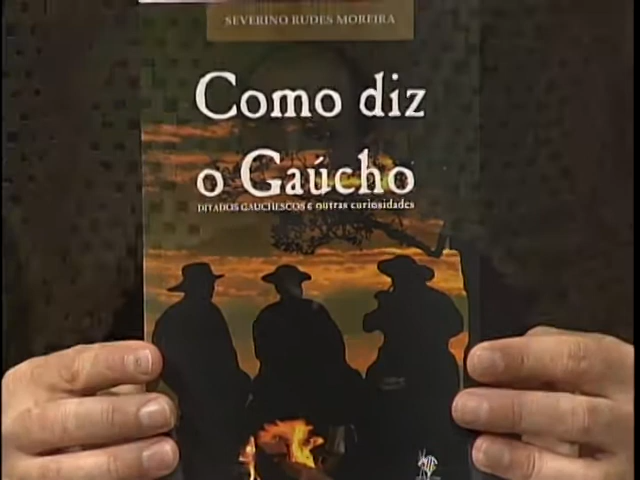 SEVERINO RUDES MOREIRA
Como diz
o Gaúcho
DITADOS GAUCHESCOS e outras curiosidades